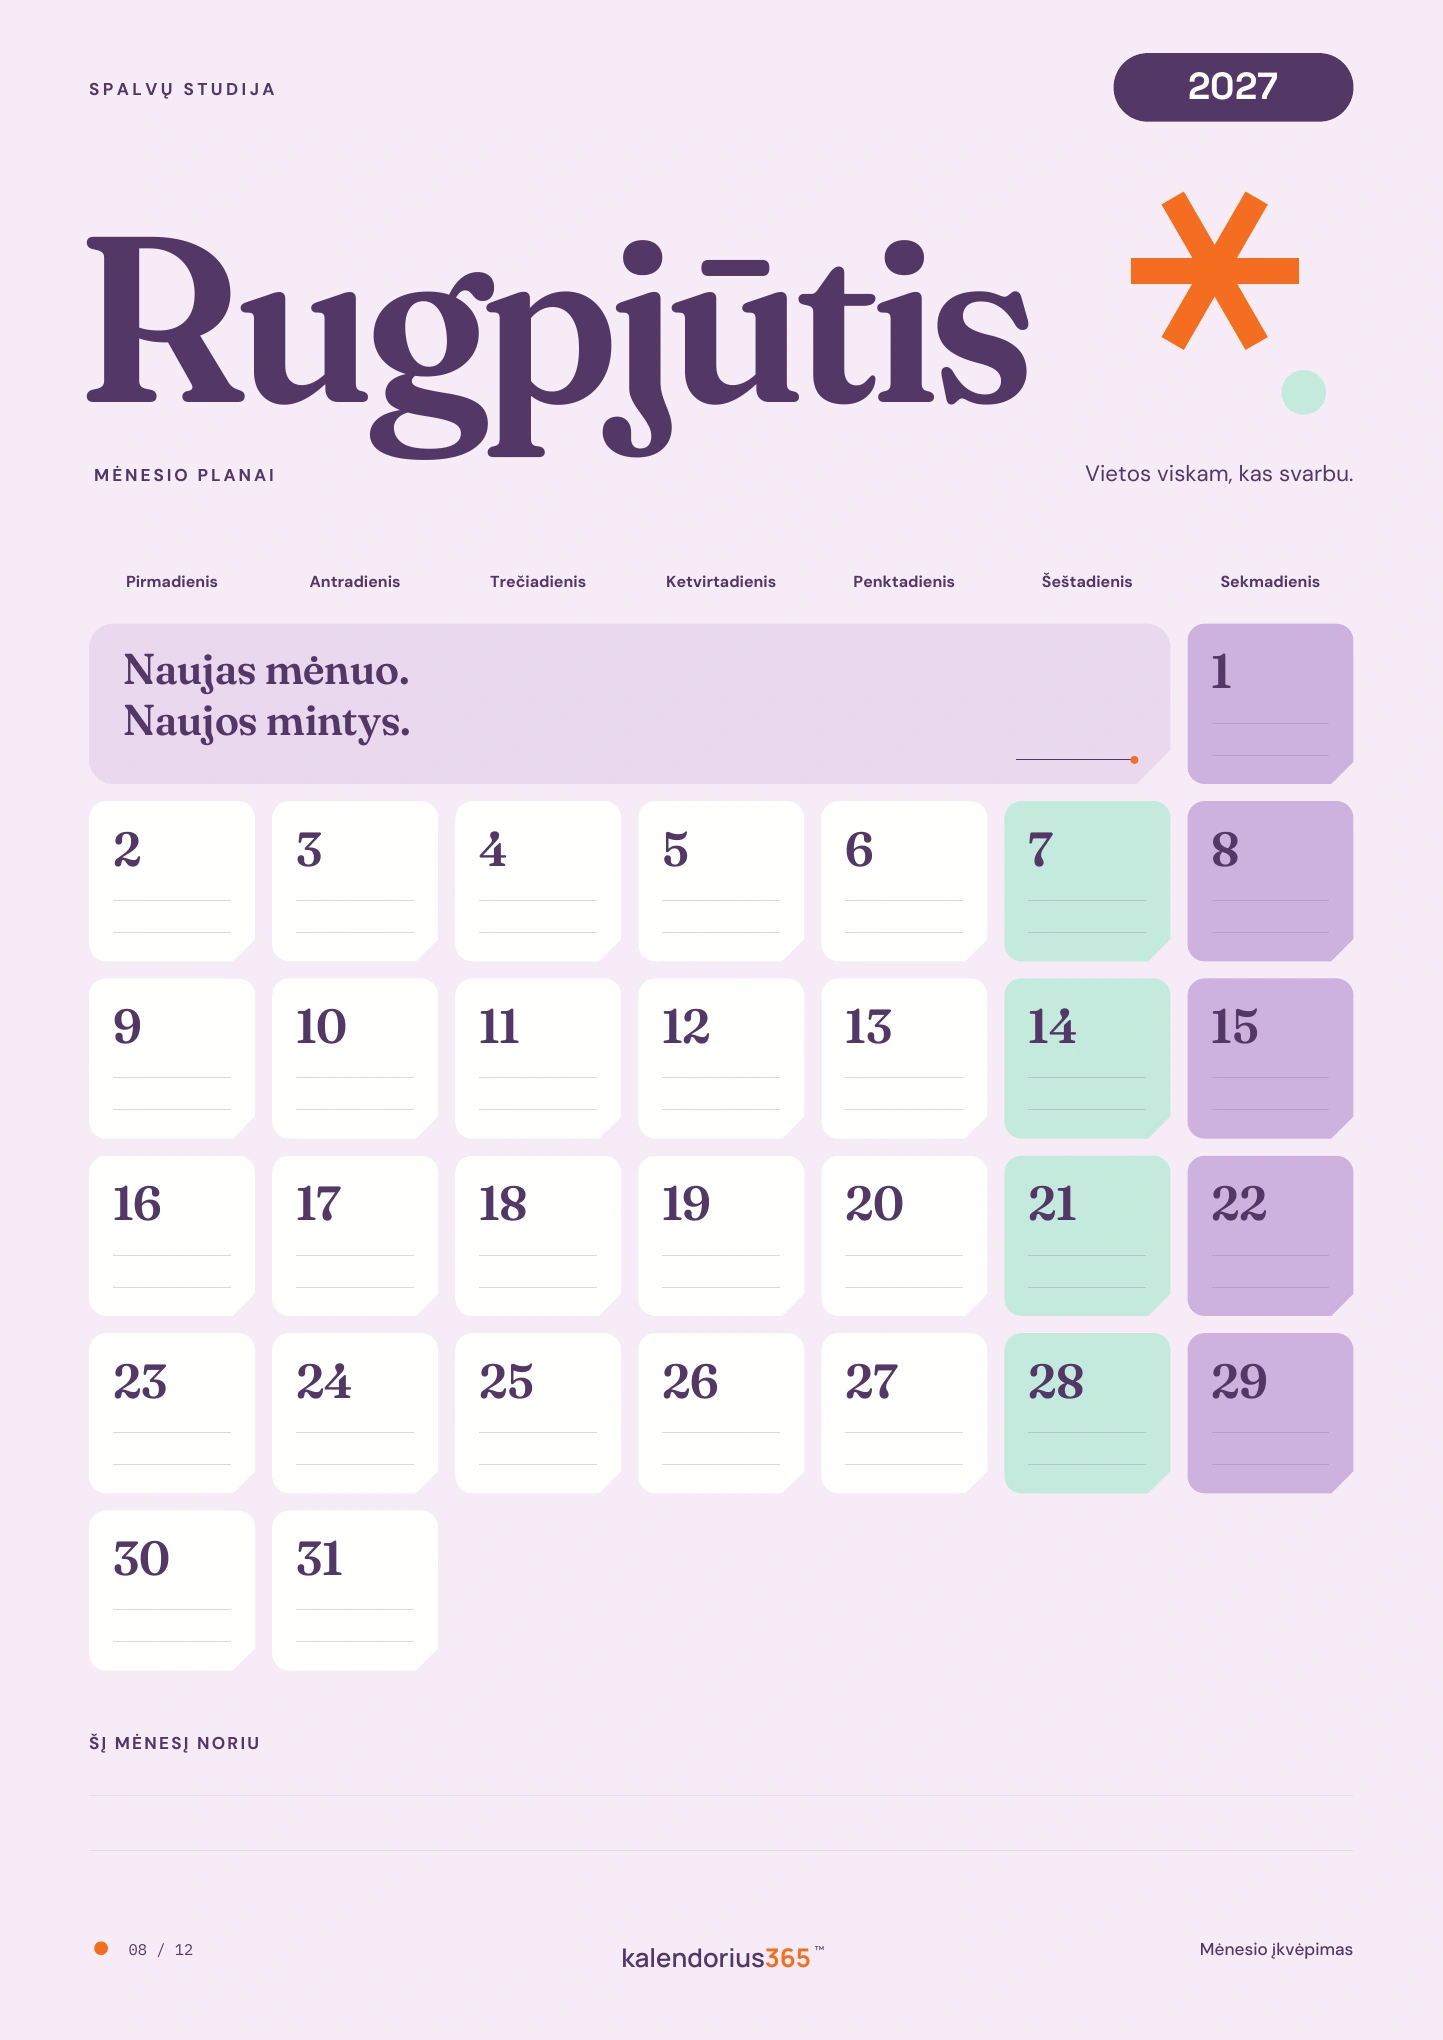 SPALVŲ STUDIJA
2027
Rugpjūtis
MĖNESIO PLANAI
Vietos viskam, kas svarbu.
Pirmadienis Antradienis Trečiadienis Ketvirtadienis Penktadienis Šeštadienis Sekmadienis
Naujas mėnuo.
Naujos mintys.
1
2 3 4 5 6 7 8
9 10 11 12 13 14 15
16 17 18 19 20 21 22
23 24 25 26 27 28 29
30 31
ŠĮ MĖNESĮ NORIU
08 / 12
kalendorius365™
Mėnesio įkvėpimas